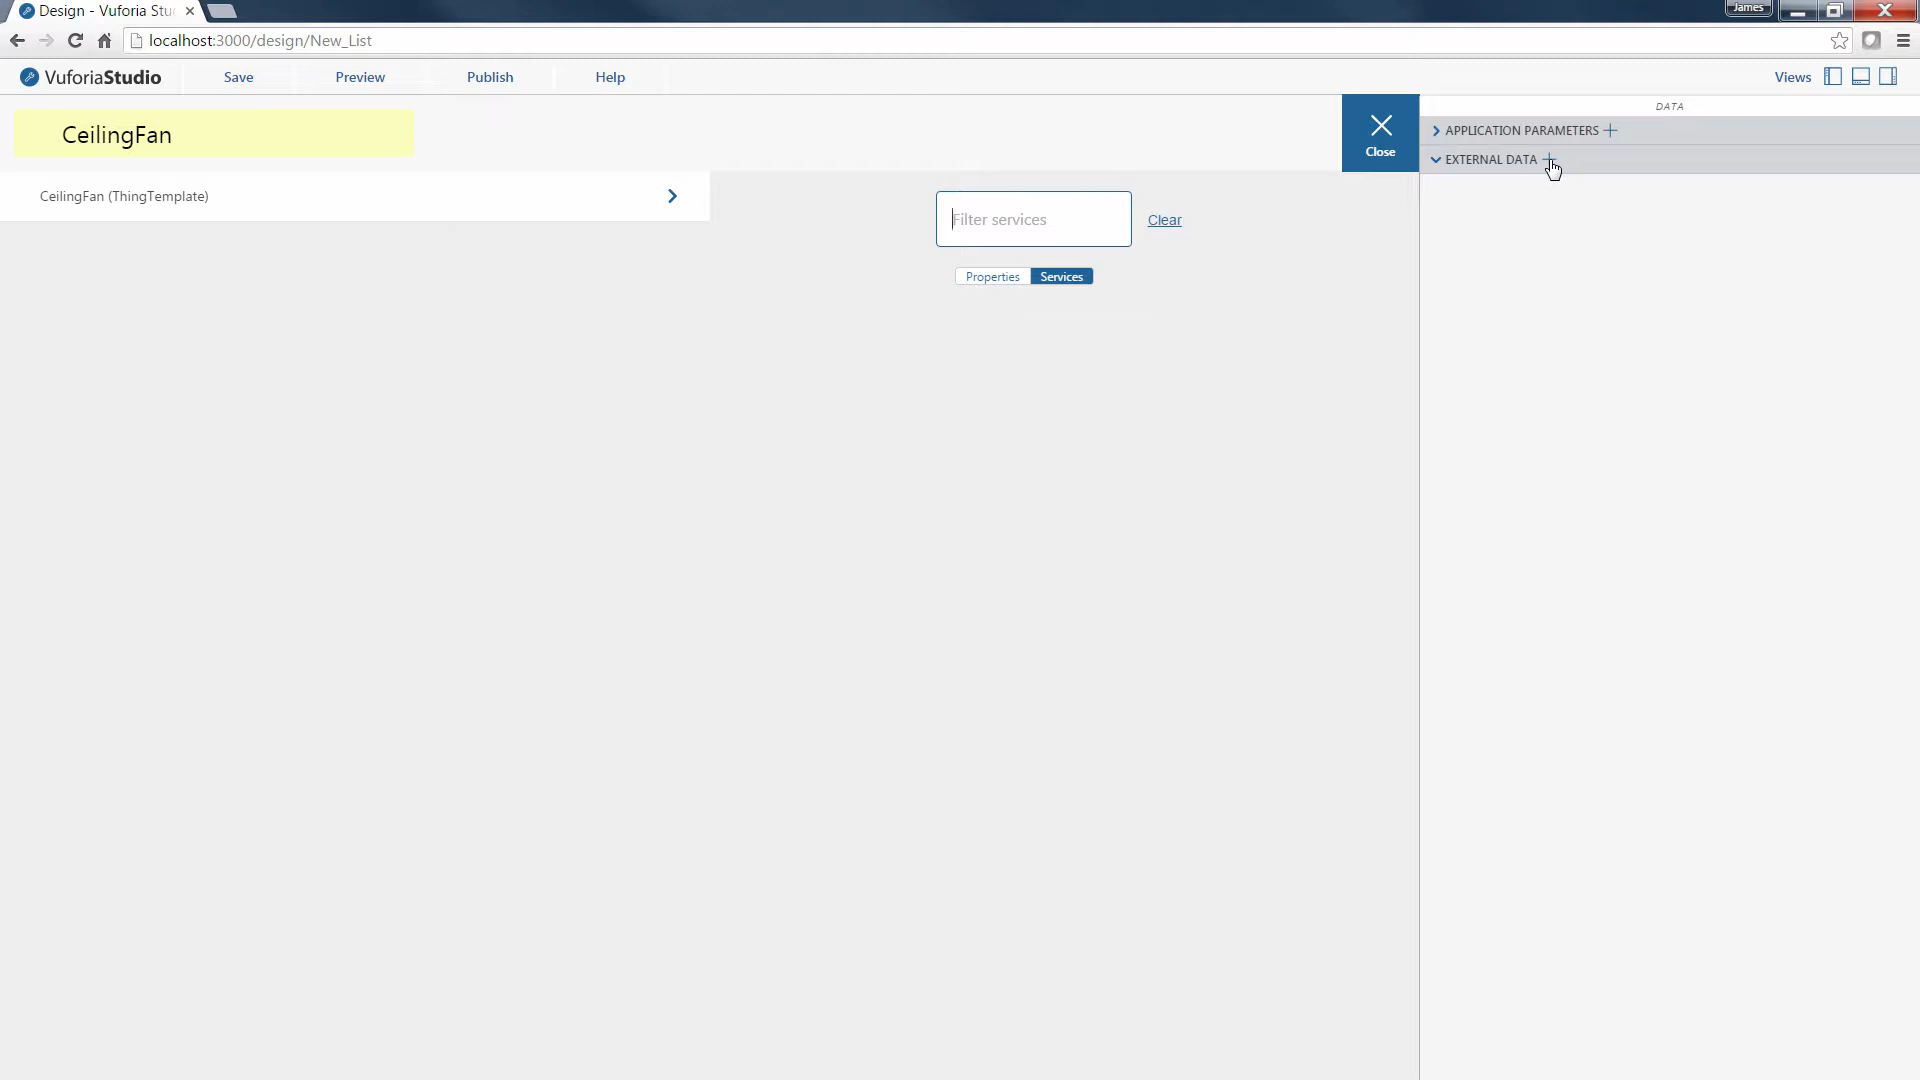 Design - Vuforia Stu
James
localhost:3000/design/New_List
VuforiaStudio
Save
Preview
Publish
Help
Views
CeilingFan
Close
DATA
APPLICATION PARAMETERS
EXTERNAL DATA
CeilingFan (ThingTemplate)
Filter services
Clear
Properties
Services